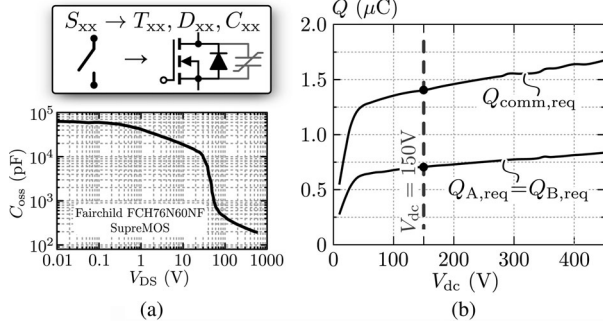 S_xx → T_xx, D_xx, C_xx
→
10^5
10^4
10^3
10^2
C_oss (pF)
Fairchild FCH76N60NF
SupreMOS
0.01 0.1 1.0 10 100 1000
V_DS (V)
(a)
Q (μC)
2.0
1.5
1.0
0.5
0
Q_comm,req
V_dc = 150V
Q_A,req=Q_B,req
0 100 200 300 400
V_dc (V)
(b)